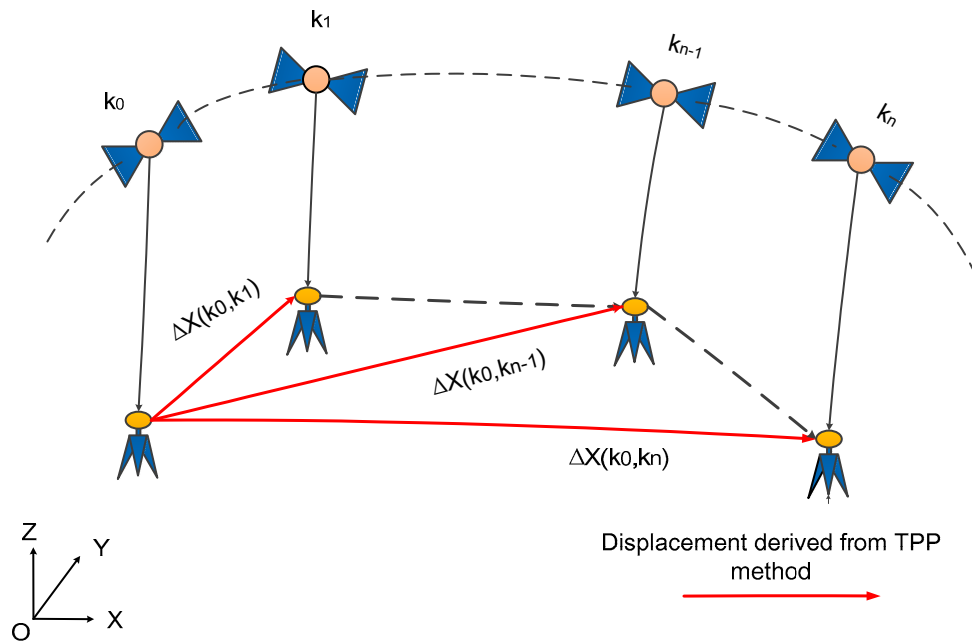 k1
kn-1
k0
kn
ΔX(k0,k1)
ΔX(k0,kn-1)
ΔX(k0,kn)
Z
Y
X
O
Displacement derived from TPP
method